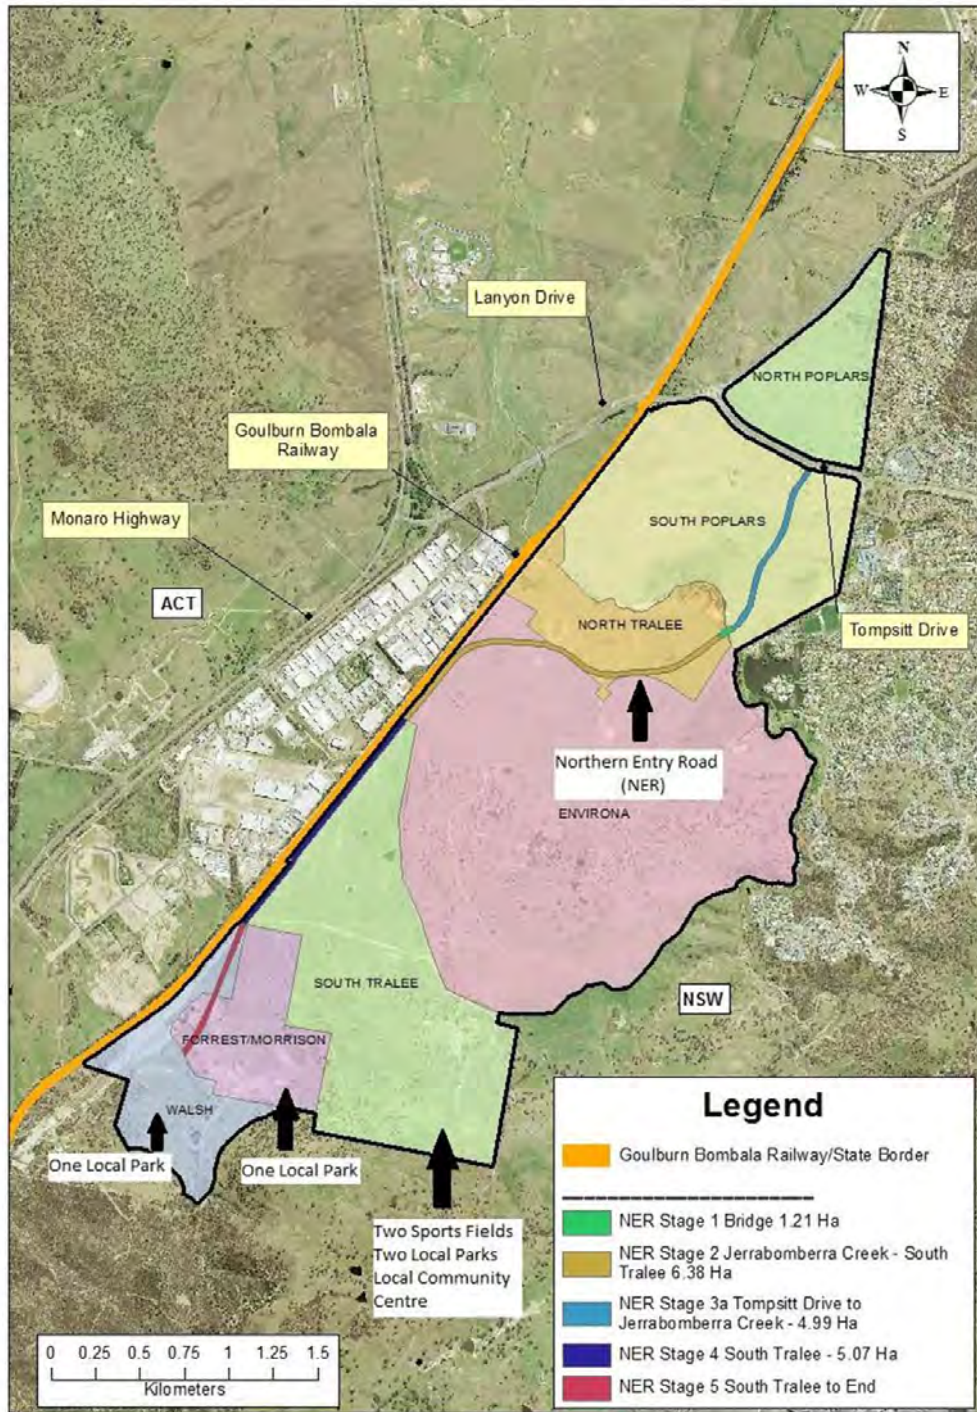 N
W E
S
Lanyon Drive
NORTH POPLARS
Goulburn Bombala
Railway
Monaro Highway
SOUTH POPLARS
ACT
NORTH TRALEE
Tompsitt Drive
Northern Entry Road
(NER)
ENVIRONA
SOUTH TRALEE
NSW
FORREST/MORRISON
WALSH
One Local Park
One Local Park
Two Sports Fields
Two Local Parks
Local Community
Centre
Legend
Goulburn Bombala Railway/State Border
NER Stage 1 Bridge 1.21 Ha
NER Stage 2 Jerrabomberra Creek - South
Tralee 6.38 Ha
NER Stage 3a Tompsitt Drive to
Jerrabomberra Creek - 4.99 Ha
NER Stage 4 South Tralee - 5.07 Ha
NER Stage 5 South Tralee to End
0 0.25 0.5 0.75 1 1.25 1.5
Kilometers